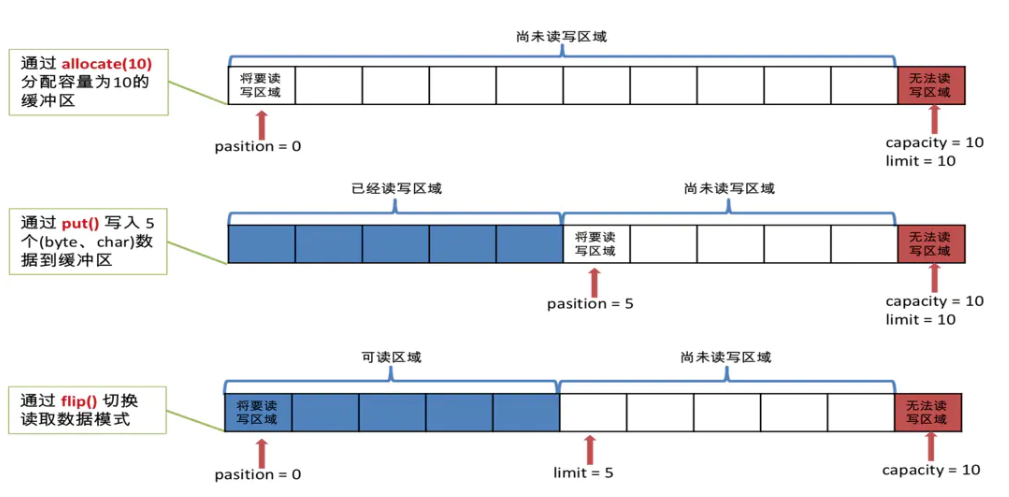 尚未读写区域
通过 allocate(10)
分配容量为10的
缓冲区
将要读
写区域
无法读
写区域
pasition = 0
capacity = 10
limit = 10
已经读写区域
尚未读写区域
通过 put() 写入 5
个(byte、char)数
据到缓冲区
将要读
写区域
无法读
写区域
pasition = 5
capacity = 10
limit = 10
可读区域
尚未读写区域
通过 flip() 切换
读取数据模式
将要读
写区域
无法读
写区域
pasition = 0
limit = 5
capacity = 10